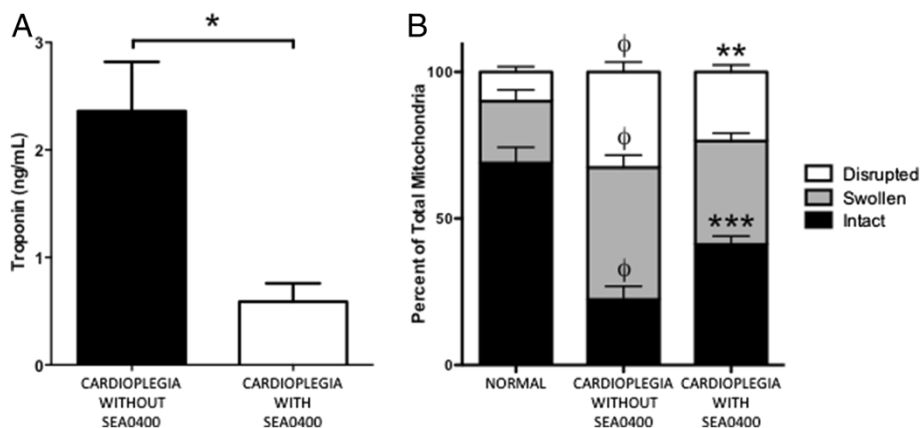 A
*
3
2
1
0
Troponin (ng/mL)
CARDIOPLEGIA
WITHOUT
SEA0400
CARDIOPLEGIA
WITH
SEA0400
B
ϕ
**
100
ϕ
***
50
ϕ
0
Percent of Total Mitochondria
Disrupted
Swollen
Intact
NORMAL
CARDIOPLEGIA
WITHOUT
SEA0400
CARDIOPLEGIA
WITH
SEA0400